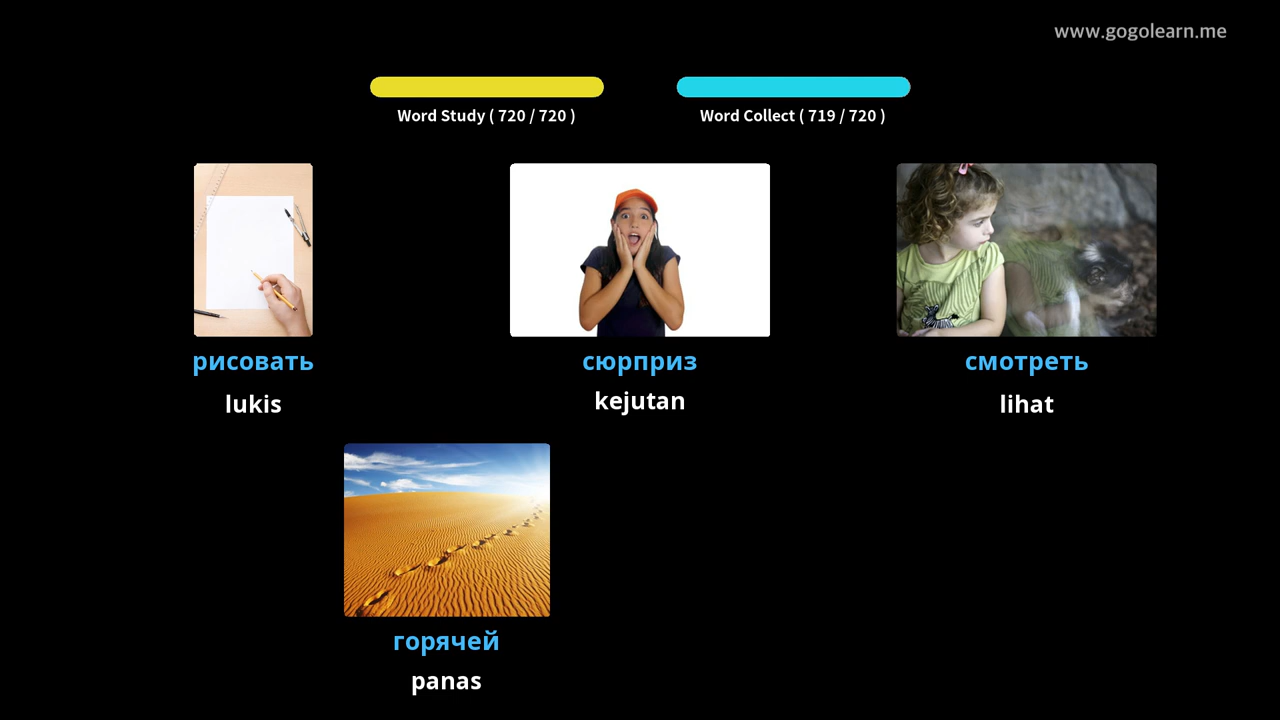 www.gogolearn.me
Word Study ( 720 / 720 )
Word Collect ( 719 / 720 )
рисовать
lukis
сюрприз
kejutan
смотреть
lihat
горячей
panas